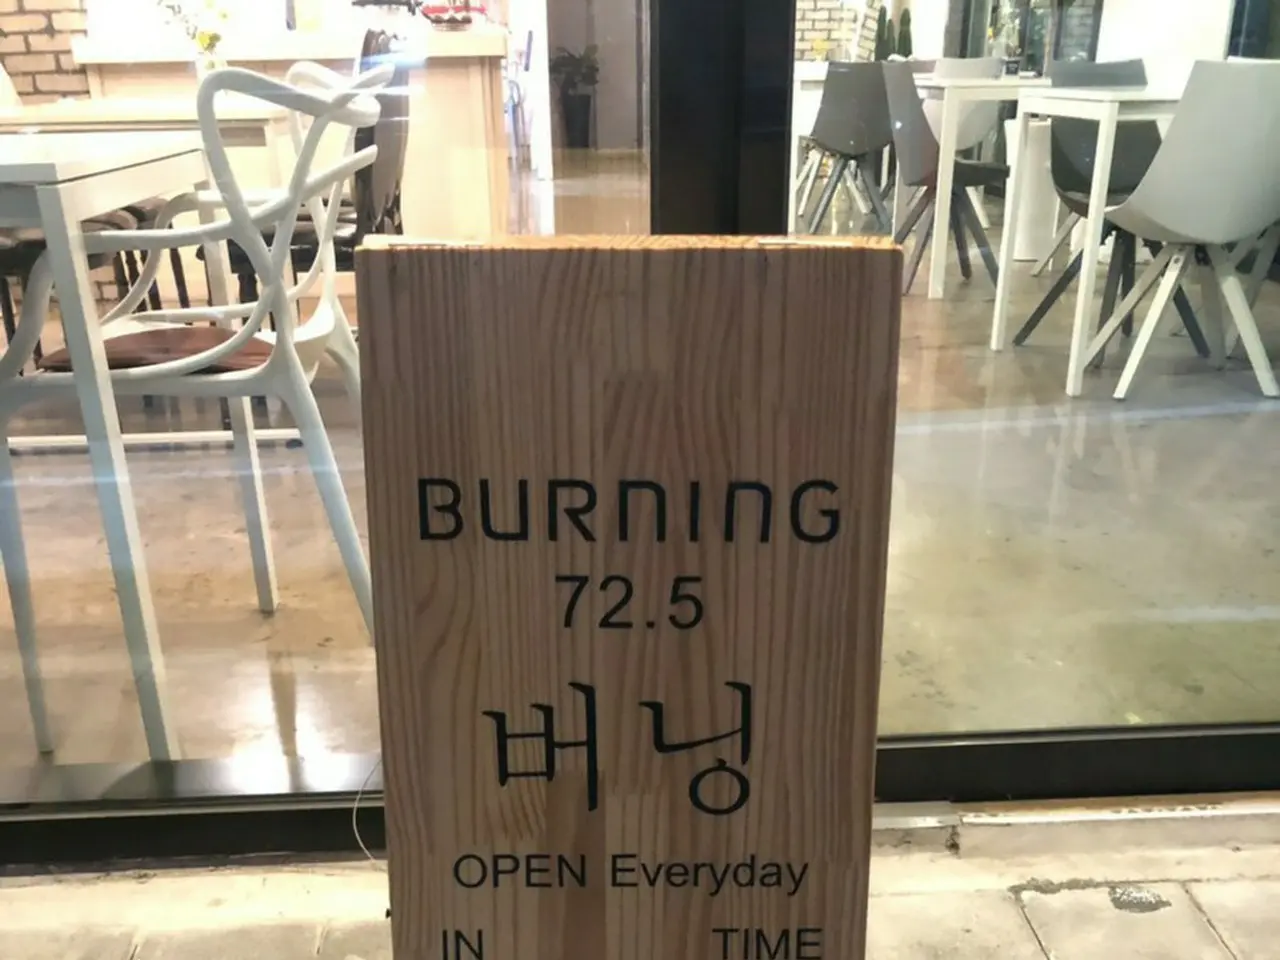 BURNING
72.5
버닝
OPEN Everyday
IN TIME